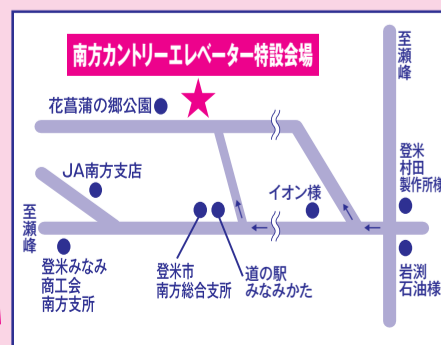 南方カントリーエレベーター特設会場
至瀬峰
花菖蒲の郷公園
JA南方支店
イオン様
登米
村田
製作所様
至瀬峰
登米みなみ
商工会
南方支所
登米市
南方総合支所
道の駅
みなみかた
岩渕
石油様